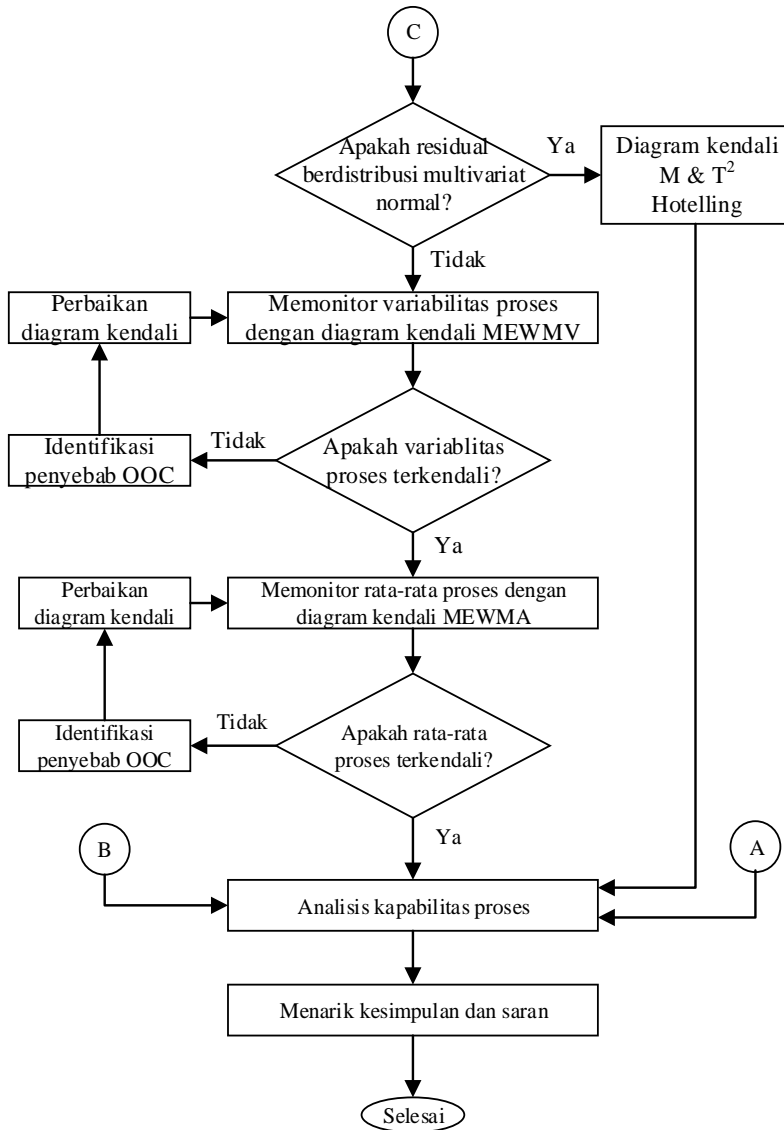 C
Apakah residual
berdistribusi multivariat
normal?
Ya
Diagram kendali
M & T²
Hotelling
Tidak
Perbaikan
diagram kendali
Memonitor variabilitas proses
dengan diagram kendali MEWMV
Identifikasi
penyebab OOC
Tidak
Apakah variablitas
proses terkendali?
Ya
Perbaikan
diagram kendali
Memonitor rata-rata proses dengan
diagram kendali MEWMA
Identifikasi
penyebab OOC
Tidak
Apakah rata-rata
proses terkendali?
Ya
B
A
Analisis kapabilitas proses
Menarik kesimpulan dan saran
Selesai